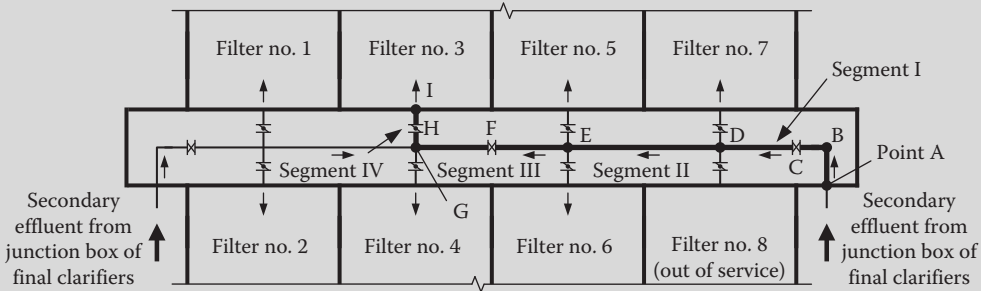 Filter no. 1
Filter no. 3
Filter no. 5
Filter no. 7
Segment I
I
H
F
E
D
B
C
Point A
Segment IV
Segment III
Segment II
G
Secondary
effluent from
junction box of
final clarifiers
Filter no. 2
Filter no. 4
Filter no. 6
Filter no. 8
(out of service)
Secondary
effluent from
junction box of
final clarifiers